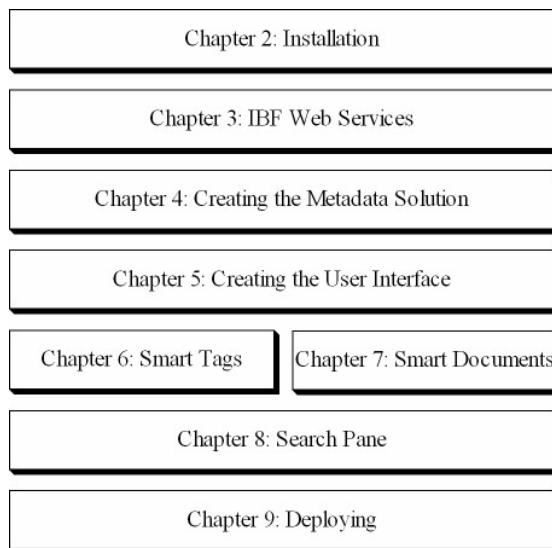 Chapter 2: Installation
Chapter 3: IBF Web Services
Chapter 4: Creating the Metadata Solution
Chapter 5: Creating the User Interface
Chapter 6: Smart Tags
Chapter 7: Smart Documents
Chapter 8: Search Pane
Chapter 9: Deploying